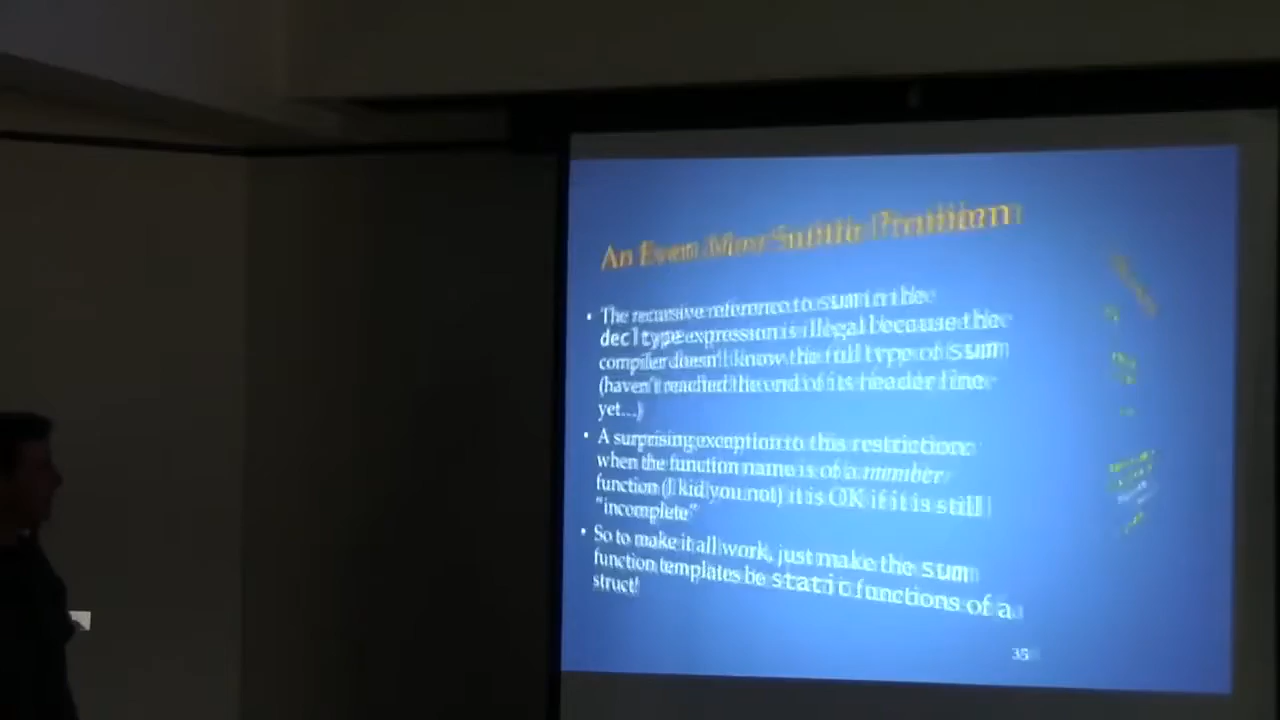 An Even More Subtle Problem
• The recursive reference to sum in the
decltype expression is illegal because the
compiler doesn't know the full type of sum
(haven't reached the end of its header line
yet...)
• A surprising exception to this restriction:
when the function name is of a member
function (I kid you not) it is OK if it is still
"incomplete"
• So to make it all work, just make the sum
function templates be static functions of a
struct!
35